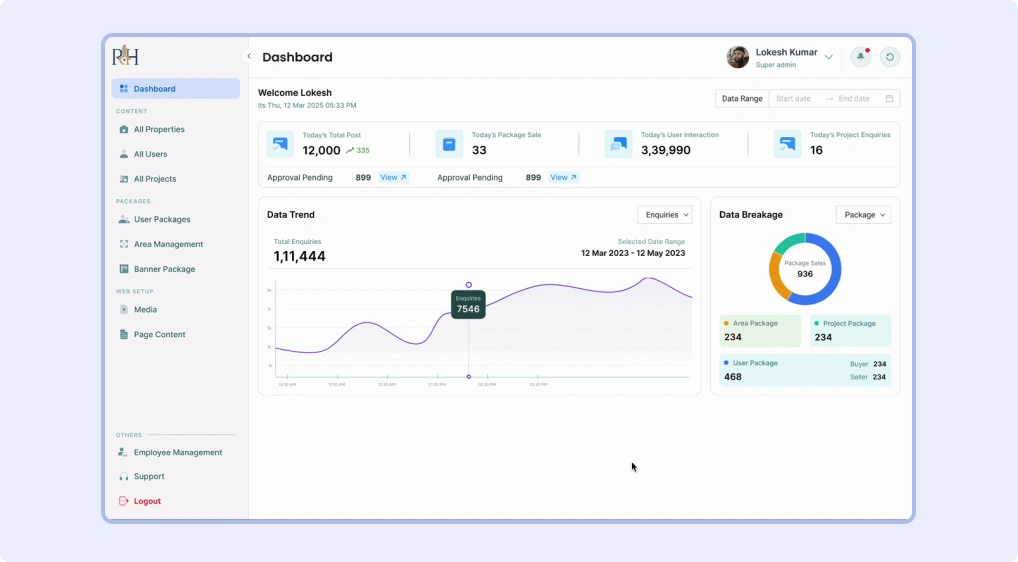 RH
Dashboard
Lokesh Kumar
Super admin
Dashboard
CONTENT
All Properties
All Users
All Projects
PACKAGES
User Packages
Area Management
Banner Package
WEB SETUP
Media
Page Content
OTHERS
Employee Management
Support
Logout
Welcome Lokesh
Its Thu, 12 Mar 2025 05:33 PM
Data Range Start date End date
Today's Total Post
12,000 335
Today's Package Sale
33
Today's User Interaction
3,39,990
Today's Project Enquiries
16
Approval Pending 899 View
Approval Pending 899 View
Data Trend
Enquiries
Total Enquiries
1,11,444
Selected Date Range
12 Mar 2023 - 12 May 2023
Enquiries
7546
Data Breakage
Package
Package Sales
936
Area Package
234
Project Package
234
User Package
468
Buyer 234
Seller 234